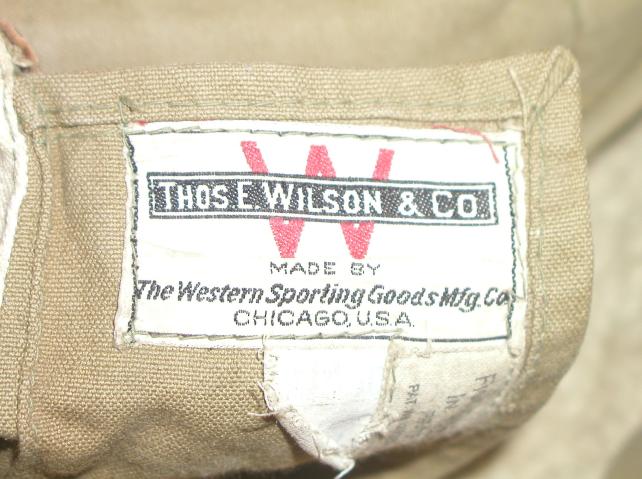 W
THOS E WILSON & CO
MADE BY
The Western Sporting Goods Mfg. Co.
CHICAGO, U.S.A.